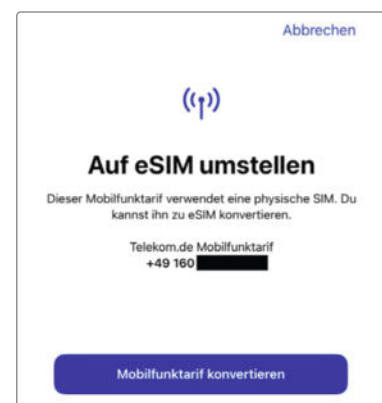 Abbrechen
Auf eSIM umstellen
Dieser Mobilfunktarif verwendet eine physische SIM. Du
kannst ihn zu eSIM konvertieren.
Telekom.de Mobilfunktarif
+49 160
Mobilfunktarif konvertieren